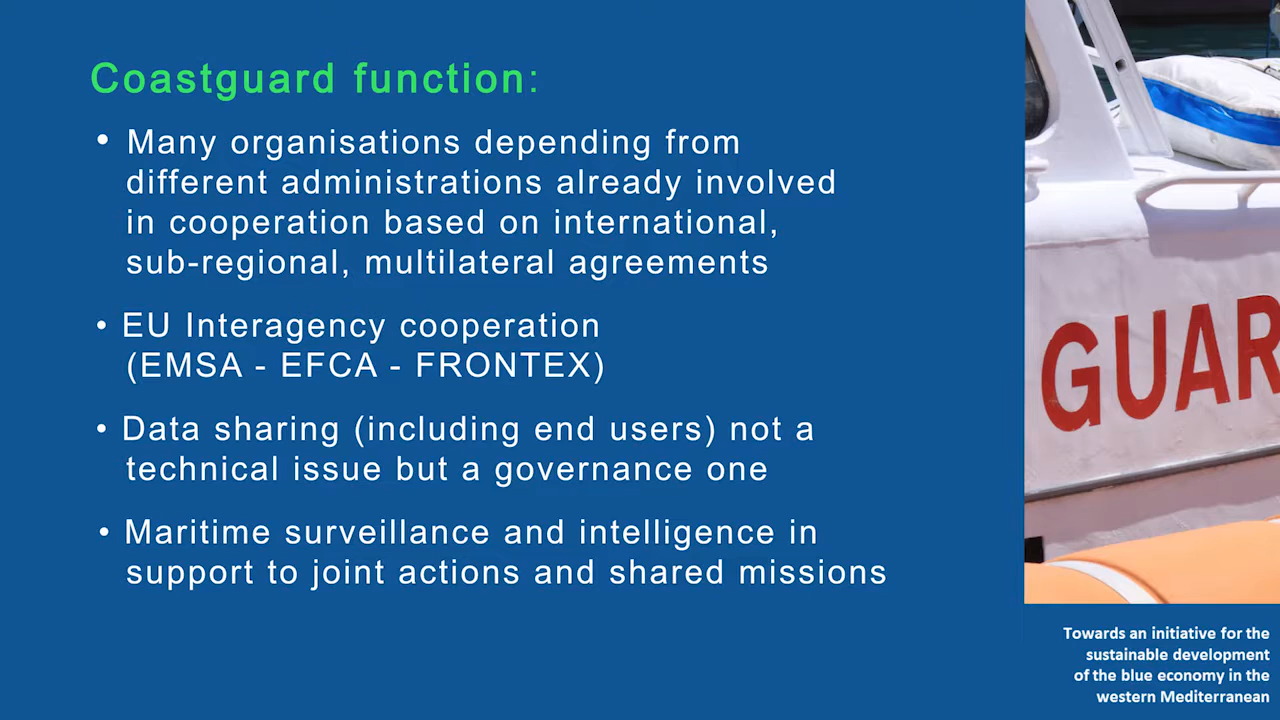 Coastguard function:
• Many organisations depending from
different administrations already involved
in cooperation based on international,
sub-regional, multilateral agreements
• EU Interagency cooperation
(EMSA - EFCA - FRONTEX)
• Data sharing (including end users) not a
technical issue but a governance one
• Maritime surveillance and intelligence in
support to joint actions and shared missions
GUAR
Towards an initiative for the
sustainable development
of the blue economy in the
western Mediterranean